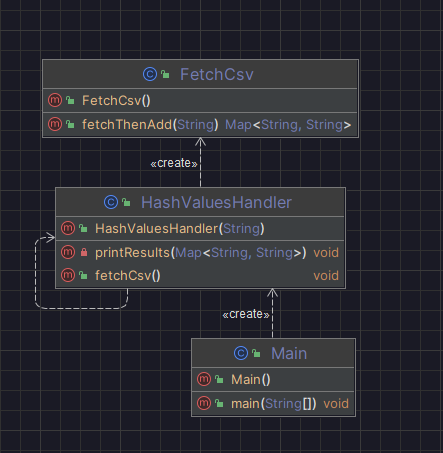 FetchCsv
FetchCsv()
fetchThenAdd(String) Map<String, String>
«create»
HashValuesHandler
HashValuesHandler(String)
printResults(Map<String, String>) void
fetchCsv() void
«create»
Main
Main()
main(String[]) void